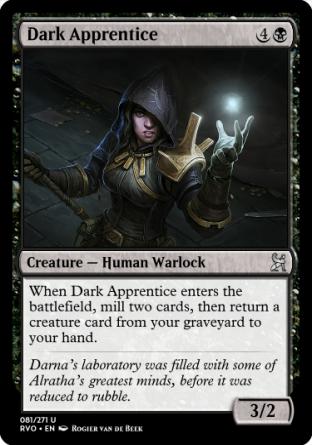 Dark Apprentice 4
Creature — Human Warlock
When Dark Apprentice enters the
battlefield, mill two cards, then return a
creature card from your graveyard to
your hand.
Darna's laboratory was filled with some of
Alratha's greatest minds, before it was
reduced to rubble.
3/2
081/271 U
RVO • EN Rogier van de Beek